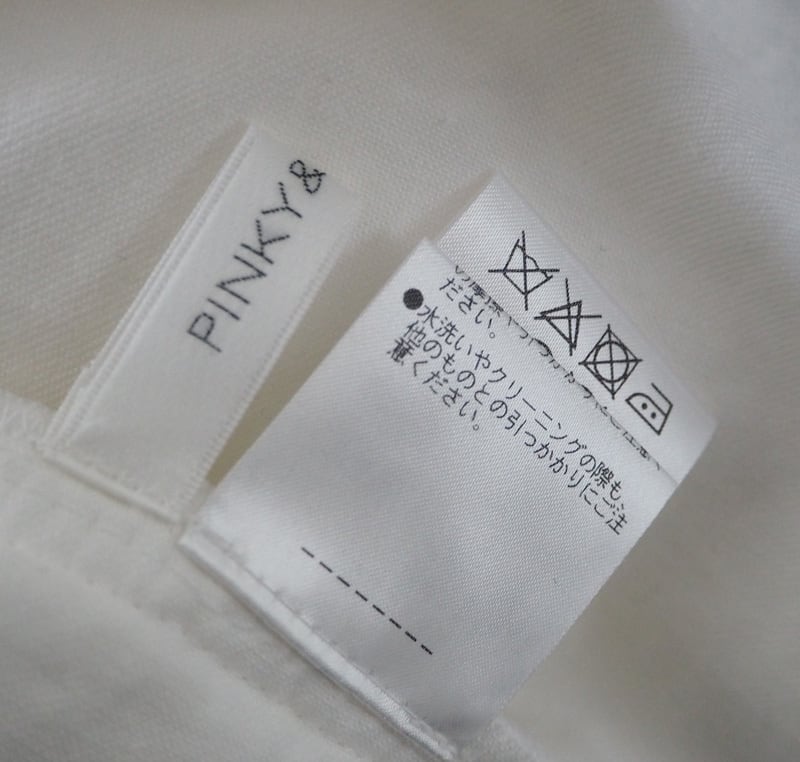 PINKY&
ださい。
●水洗いやクリーニングの際も、
他のものとの引っかかりにご注
意ください。